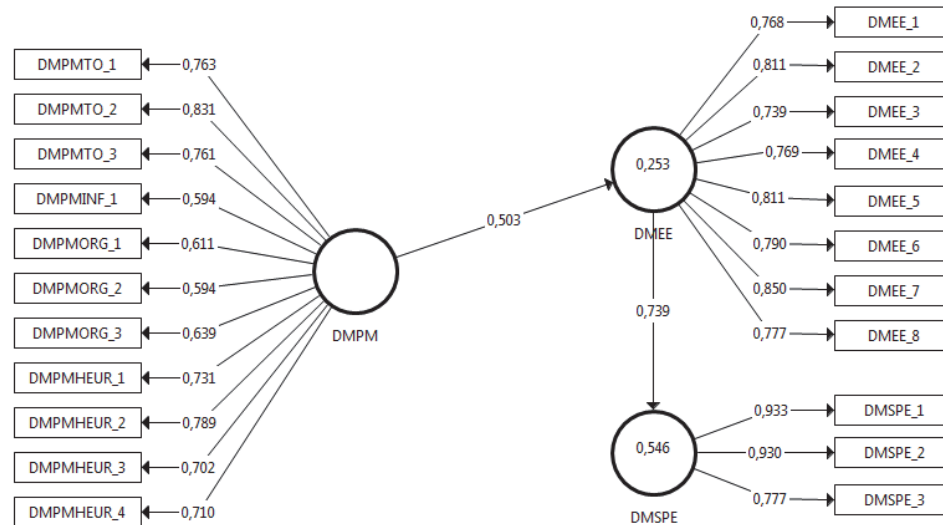 DMPMTO_1
0,763
DMPMTO_2
0,831
DMPMTO_3
0,761
DMPMINF_1
0,594
DMPMORG_1
0,611
DMPMORG_2
0,594
DMPMORG_3
0,639
DMPMHEUR_1
0,731
DMPMHEUR_2
0,789
DMPMHEUR_3
0,702
DMPMHEUR_4
0,710
DMPM
0,503
0,253
DMEE
0,768
DMEE_1
0,811
DMEE_2
0,739
DMEE_3
0,769
DMEE_4
0,811
DMEE_5
0,790
DMEE_6
0,850
DMEE_7
0,777
DMEE_8
0,739
0,546
DMSPE
0,933
DMSPE_1
0,930
DMSPE_2
0,777
DMSPE_3